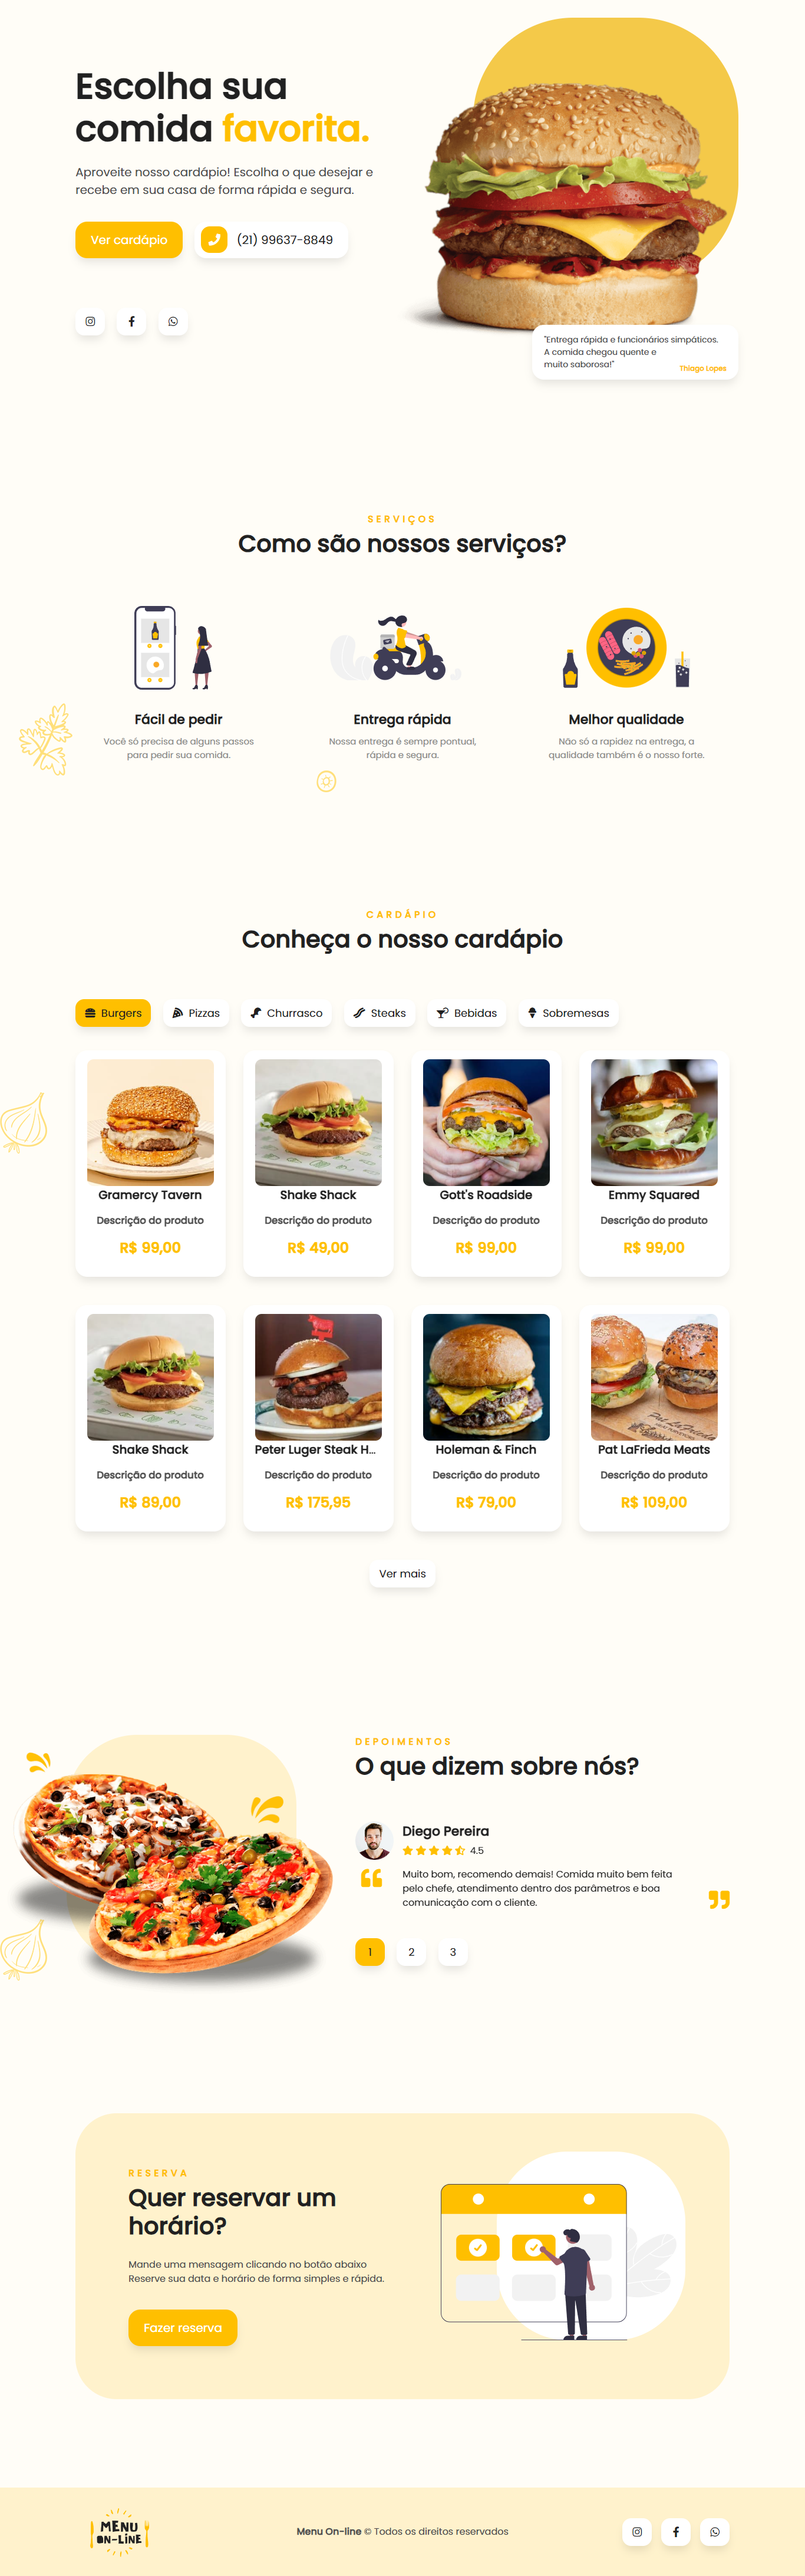 Escolha sua
comida favorita.
Aproveite nosso cardápio! Escolha o que desejar e
recebe em sua casa de forma rápida e segura.
Ver cardápio
(21) 99637-8849
"Entrega rápida e funcionários simpáticos.
A comida chegou quente e
muito saborosa!"
Thiago Lopes
SERVIÇOS
Como são nossos serviços?
Fácil de pedir
Você só precisa de alguns passos
para pedir sua comida.
Entrega rápida
Nossa entrega é sempre pontual,
rápida e segura.
Melhor qualidade
Não só a rapidez na entrega, a
qualidade também é o nosso forte.
CARDÁPIO
Conheça o nosso cardápio
Burgers
Pizzas
Churrasco
Steaks
Bebidas
Sobremesas
Gramercy Tavern
Descrição do produto
R$ 99,00
Shake Shack
Descrição do produto
R$ 49,00
Gott's Roadside
Descrição do produto
R$ 99,00
Emmy Squared
Descrição do produto
R$ 99,00
Shake Shack
Descrição do produto
R$ 89,00
Peter Luger Steak H...
Descrição do produto
R$ 175,95
Holeman & Finch
Descrição do produto
R$ 79,00
Pat LaFrieda
Pat LaFrieda Meats
Descrição do produto
R$ 109,00
Ver mais
DEPOIMENTOS
O que dizem sobre nós?
Diego Pereira
4.5
Muito bom, recomendo demais! Comida muito bem feita
pelo chefe, atendimento dentro dos parâmetros e boa
comunicação com o cliente.
1
2
3
RESERVA
Quer reservar um
horário?
Mande uma mensagem clicando no botão abaixo
Reserve sua data e horário de forma simples e rápida.
Fazer reserva
MENU
ON-LINE
Menu On-line © Todos os direitos reservados